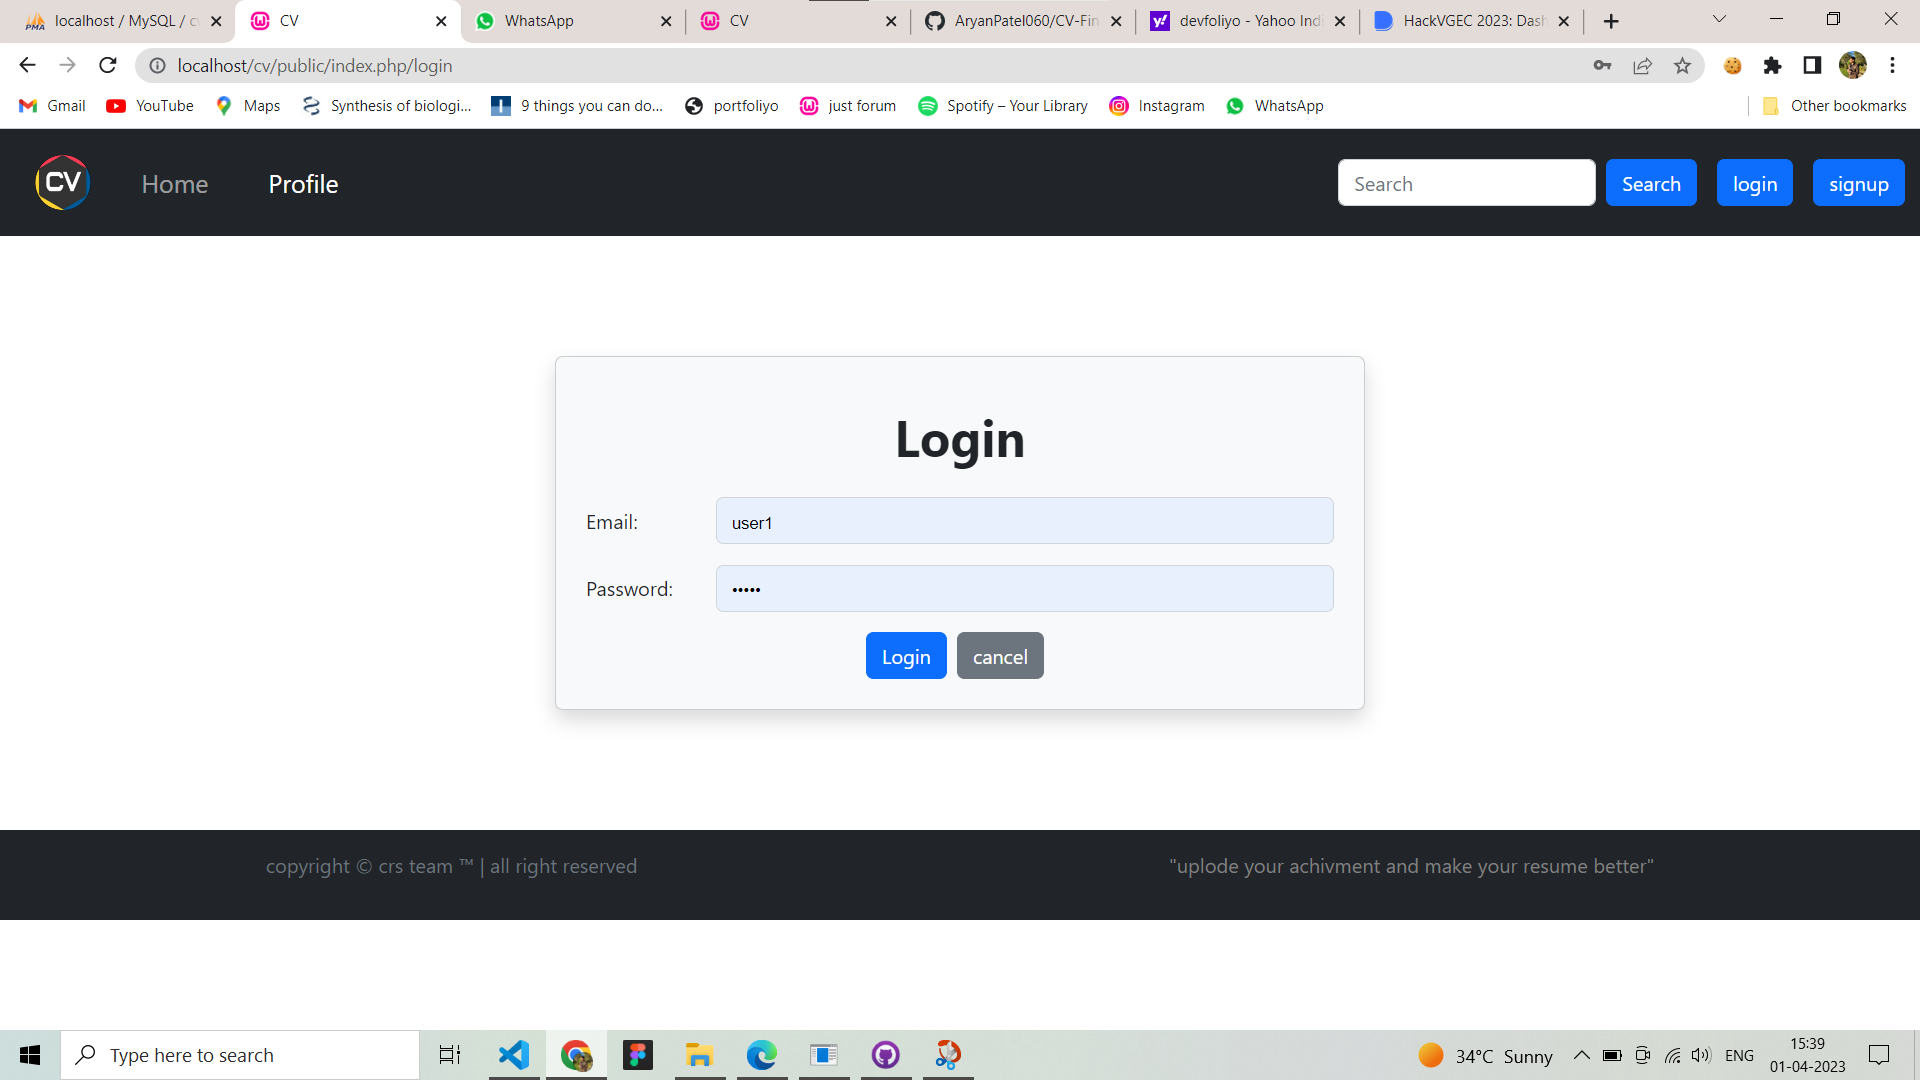 localhost / MySQL / cv
CV
WhatsApp
CV
AryanPatel060/CV-Fin
devfoliyo - Yahoo Indi
HackVGEC 2023: Dash
localhost/cv/public/index.php/login
Gmail
YouTube
Maps
Synthesis of biologi...
9 things you can do...
portfoliyo
just forum
Spotify – Your Library
Instagram
WhatsApp
Other bookmarks
CV
Home
Profile
Search
Search
login
signup
Login
Email:
user1
Password:
•••••
Login
cancel
copyright © crs team ™ | all right reserved
"uplode your achivment and make your resume better"
Type here to search
34°C Sunny
ENG
15:39
01-04-2023